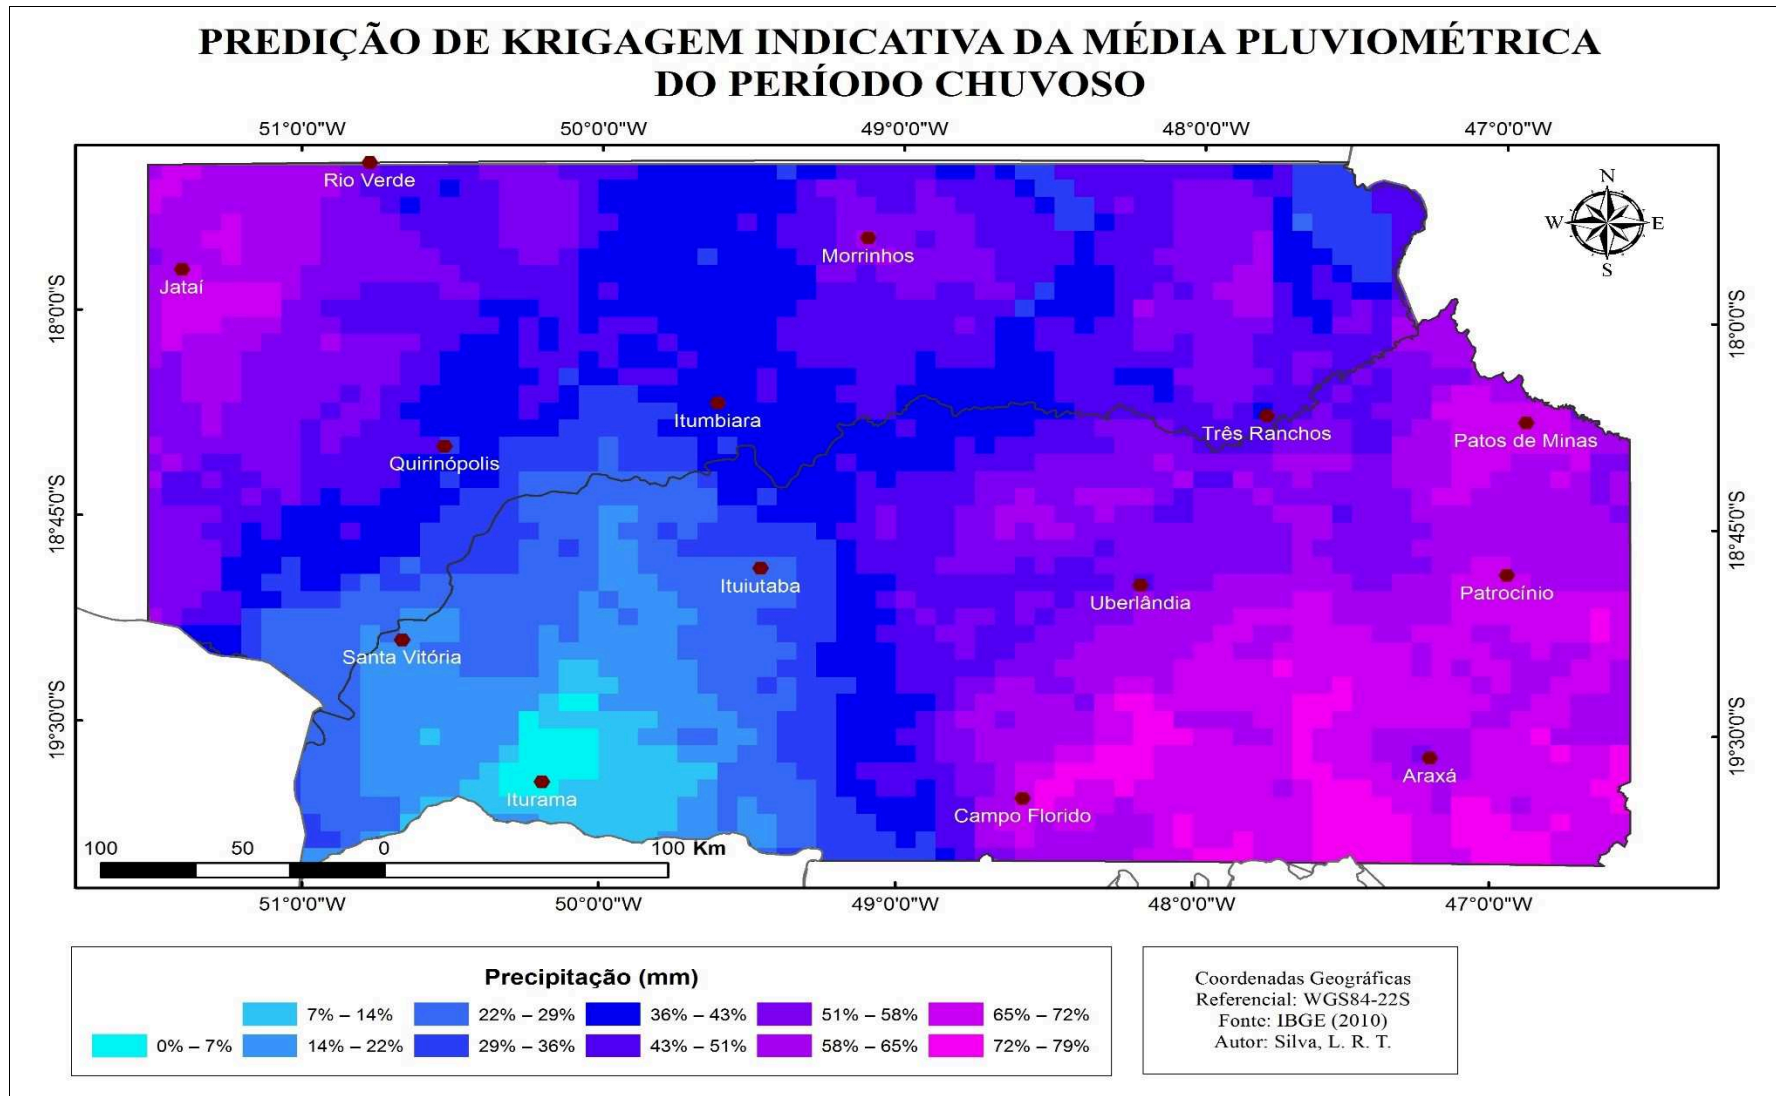 PREDIÇÃO DE KRIGAGEM INDICATIVA DA MÉDIA PLUVIOMÉTRICA
DO PERÍODO CHUVOSO
51°0'0"W 50°0'0"W 49°0'0"W 48°0'0"W 47°0'0"W
Rio Verde
N
W E
S
Morrinhos
Jataí
18°0'0"S
18°0'0"S
Itumbiara
Três Ranchos
Patos de Minas
Quirinópolis
18°45'0"S
18°45'0"S
Ituiutaba
Uberlândia
Patrocínio
Santa Vitória
19°30'0"S
19°30'0"S
Araxá
Iturama
Campo Florido
100 50 0 100 Km
51°0'0"W 50°0'0"W 49°0'0"W 48°0'0"W 47°0'0"W
Precipitação (mm)
7% – 14% 22% – 29% 36% – 43% 51% – 58% 65% – 72%
0% – 7% 14% – 22% 29% – 36% 43% – 51% 58% – 65% 72% – 79%
Coordenadas Geográficas
Referencial: WGS84-22S
Fonte: IBGE (2010)
Autor: Silva, L. R. T.